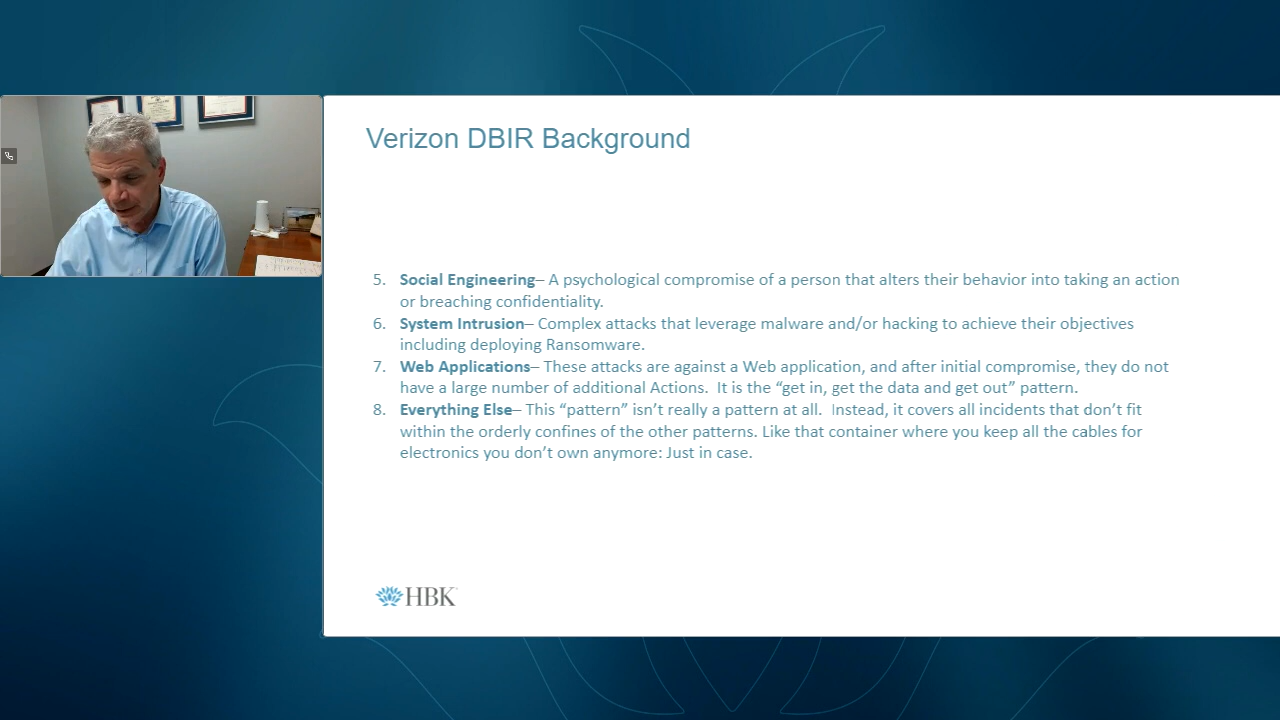 Verizon DBIR Background
5. Social Engineering– A psychological compromise of a person that alters their behavior into taking an action
or breaching confidentiality.
6. System Intrusion– Complex attacks that leverage malware and/or hacking to achieve their objectives
including deploying Ransomware.
7. Web Applications– These attacks are against a Web application, and after initial compromise, they do not
have a large number of additional Actions.  It is the “get in, get the data and get out” pattern.
8. Everything Else– This “pattern” isn’t really a pattern at all.  Instead, it covers all incidents that don’t fit
within the orderly confines of the other patterns. Like that container where you keep all the cables for
electronics you don’t own anymore: Just in case.
HBK